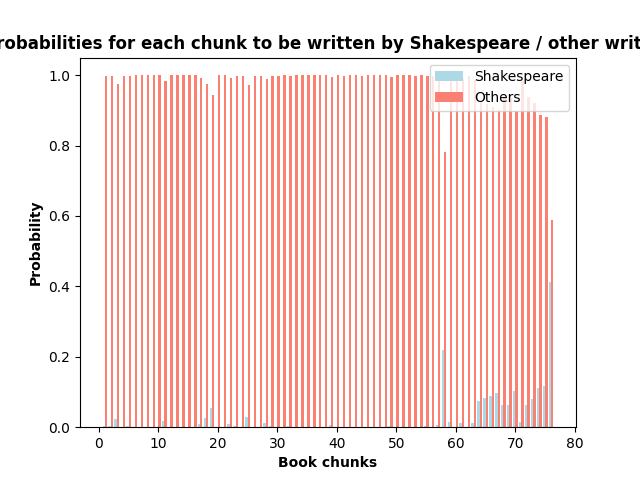 robabilities for each chunk to be written by Shakespeare / other writ
Shakespeare
Others
Probability
1.0
0.8
0.6
0.4
0.2
0.0
0 10 20 30 40 50 60 70 80
Book chunks